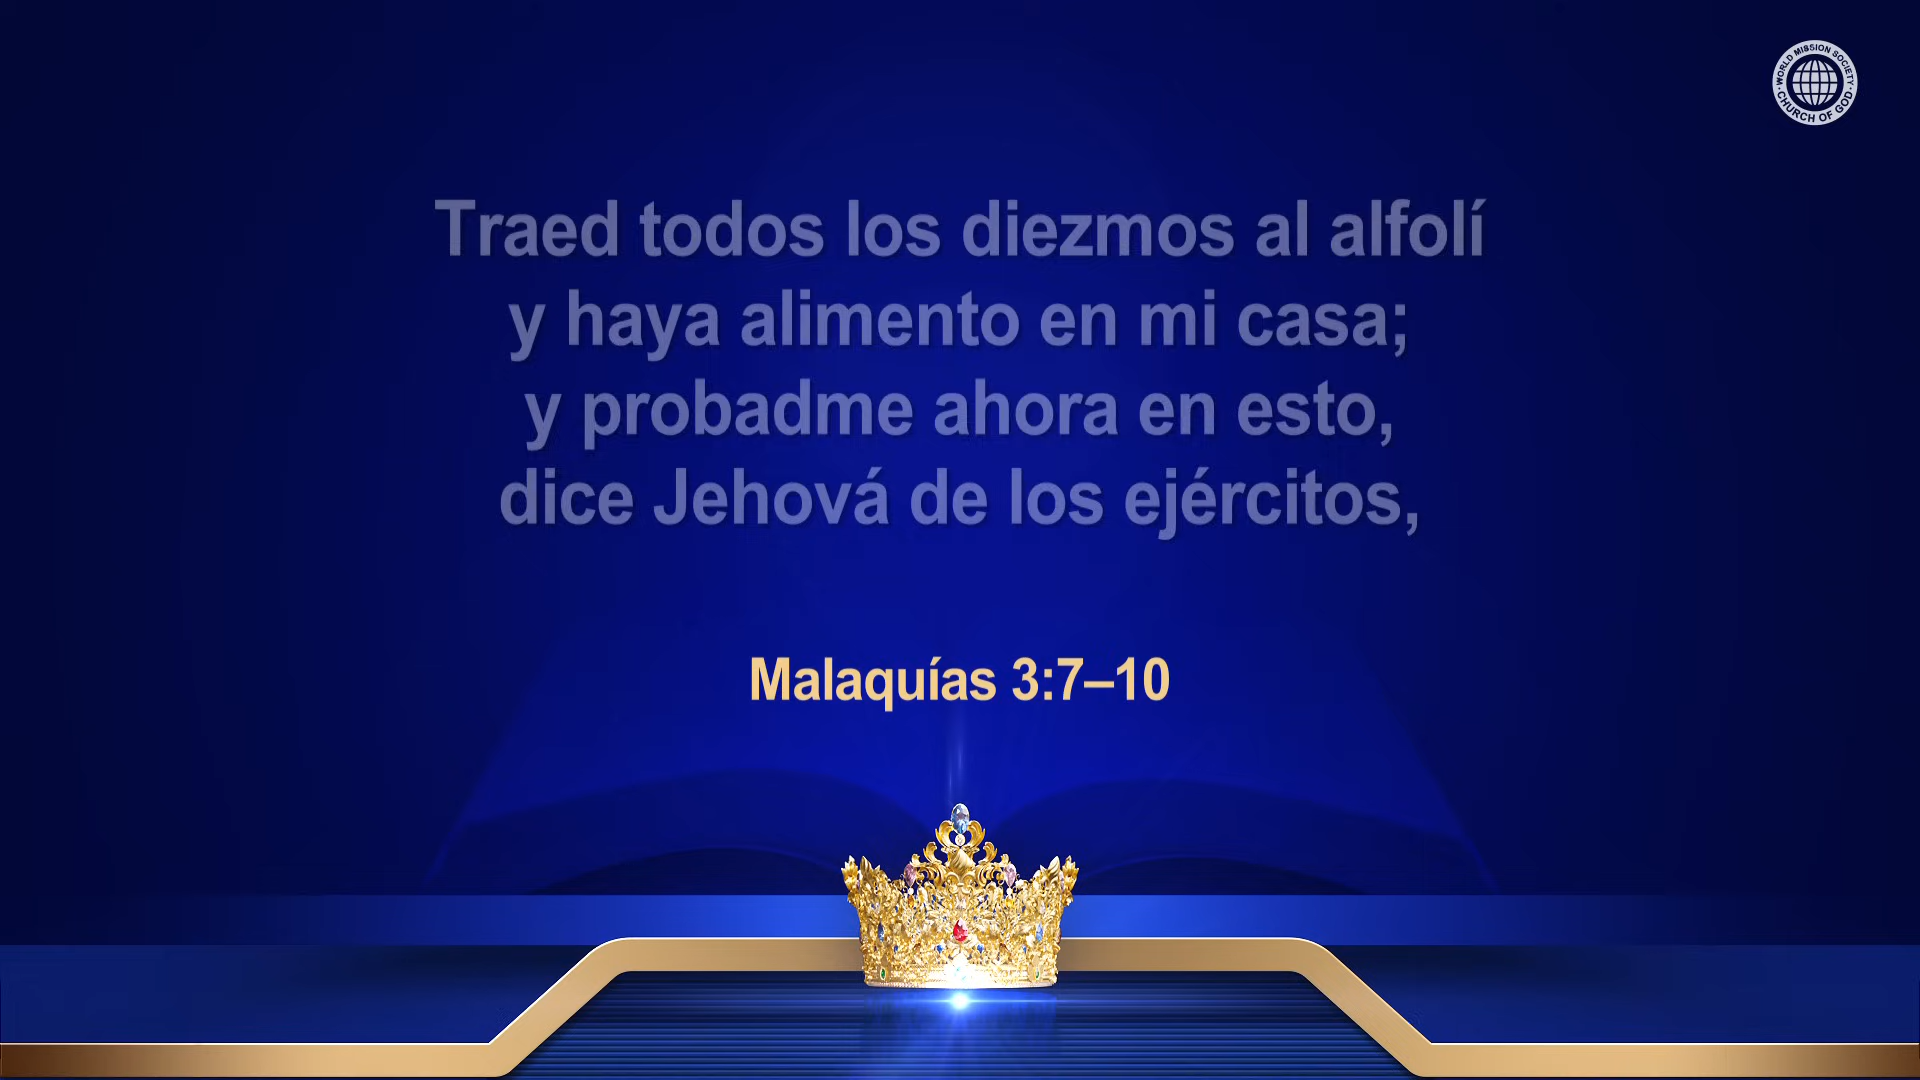 WORLD MISSION SOCIETY
CHURCH OF GOD
Traed todos los diezmos al alfolí
y haya alimento en mi casa;
y probadme ahora en esto,
dice Jehová de los ejércitos,
Malaquías 3:7–10